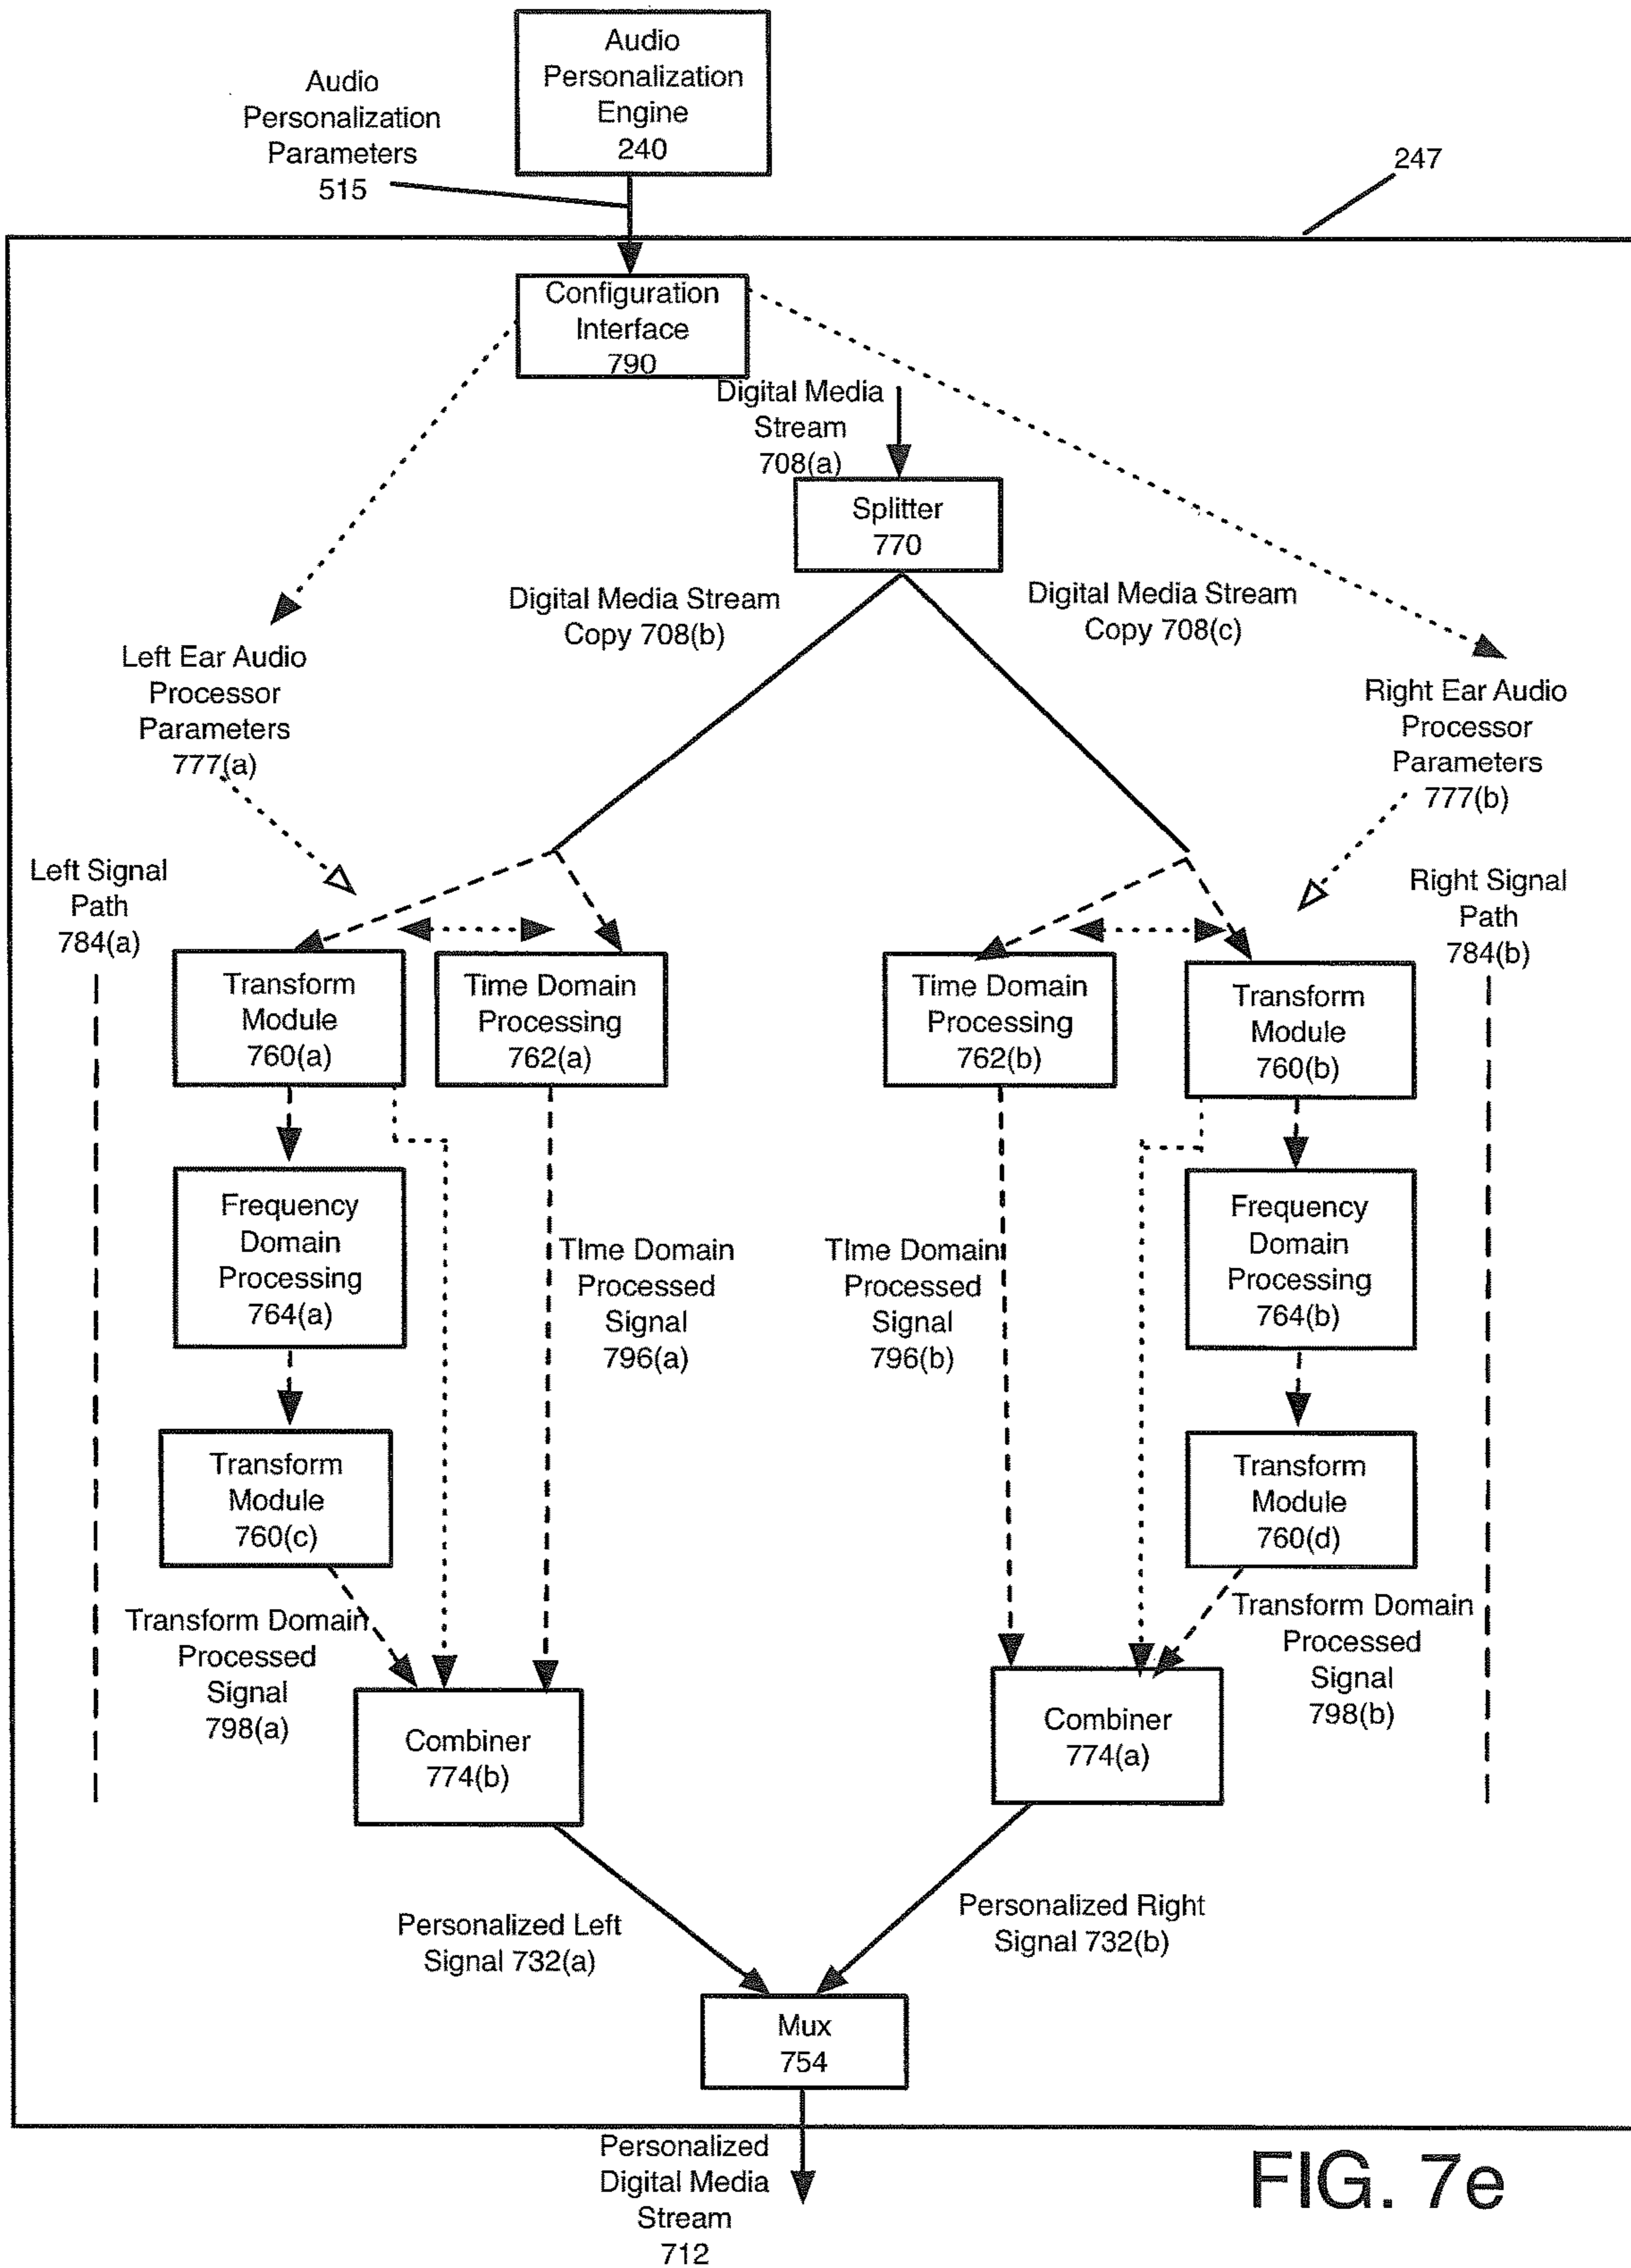 Audio
Personalization
Engine
240
Audio
Personalization
Parameters
515
247
Configuration
Interface
790
Digital Media
Stream
708(a)
Splitter
770
Digital Media Stream
Copy 708(b)
Digital Media Stream
Copy 708(c)
Left Ear Audio
Processor
Parameters
777(a)
Right Ear Audio
Processor
Parameters
777(b)
Left Signal
Path
784(a)
Right Signal
Path
784(b)
Transform
Module
760(a)
Time Domain
Processing
762(a)
Time Domain
Processing
762(b)
Transform
Module
760(b)
Frequency
Domain
Processing
764(a)
TIme Domain
Processed
Signal
796(a)
TIme Domain
Processed
Signal
796(b)
Frequency
Domain
Processing
764(b)
Transform
Module
760(c)
Transform
Module
760(d)
Transform Domain
Processed
Signal
798(a)
Transform Domain
Processed
Signal
798(b)
Combiner
774(b)
Combiner
774(a)
Personalized Left
Signal 732(a)
Personalized Right
Signal 732(b)
Mux
754
Personalized
Digital Media
Stream
712
FIG. 7e